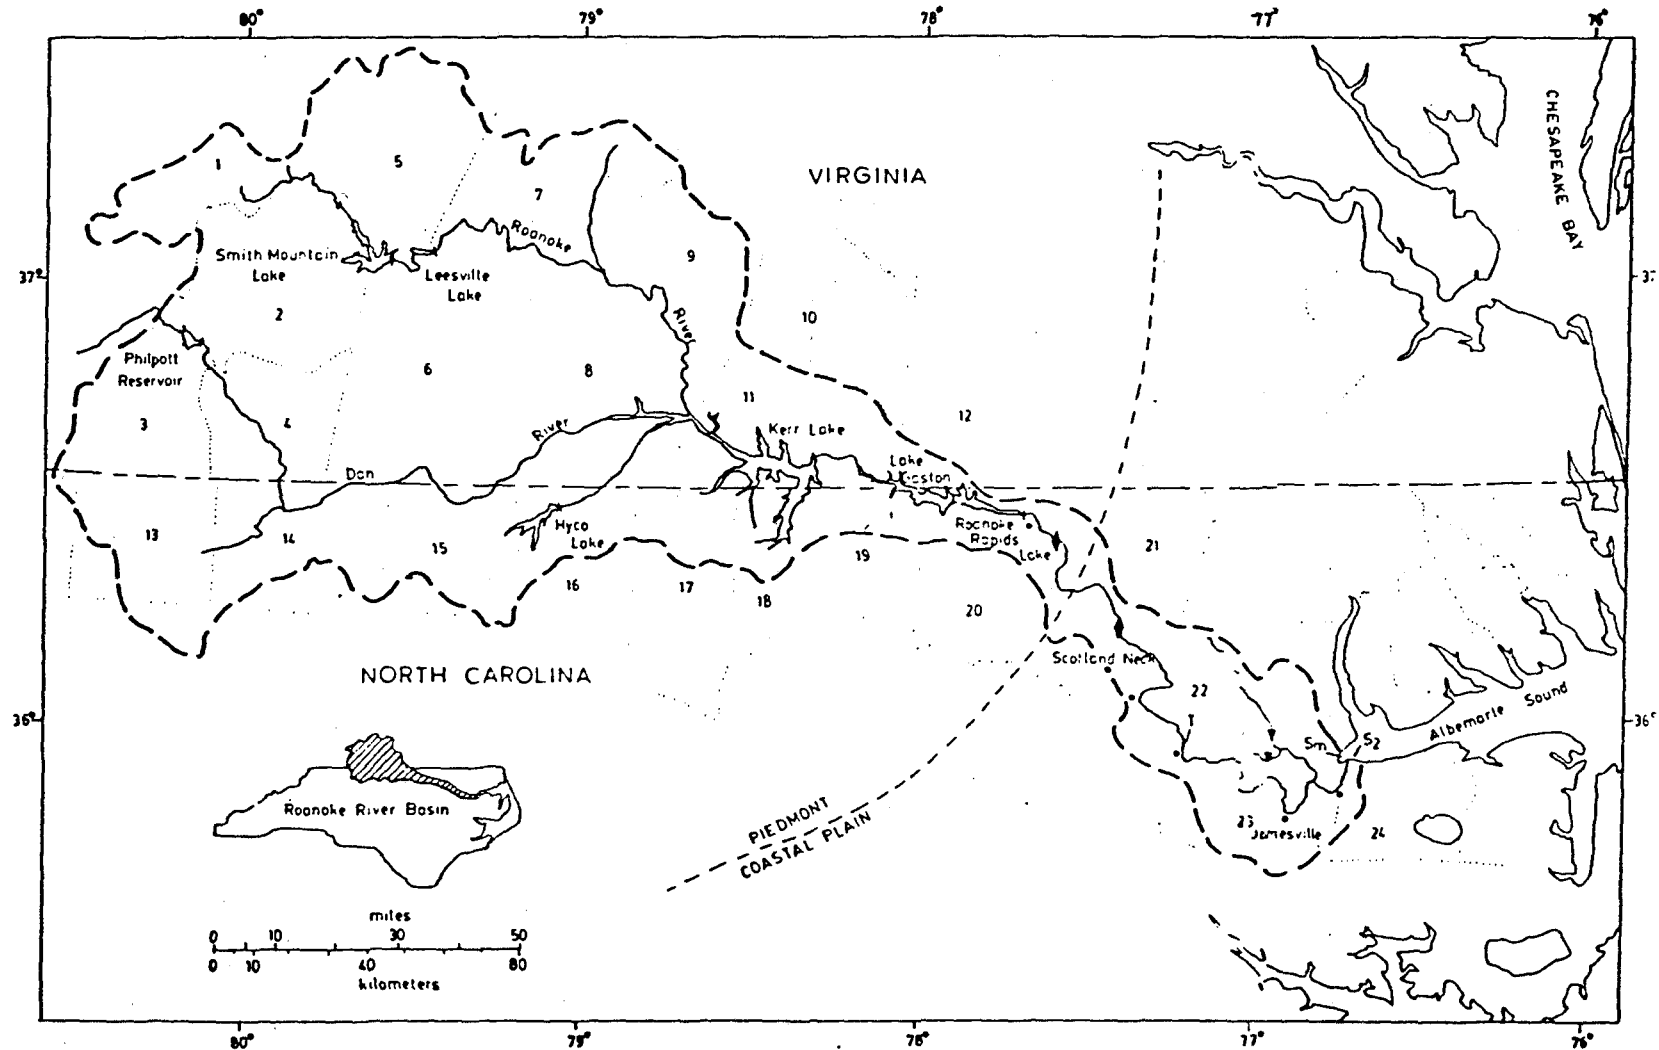 80° 79° 78° 77° 76°
CHESAPEAKE BAY
1 5
VIRGINIA
7
Roanoke
9
Smith Mountain
Lake
37°
Leesville
Lake
2
River
10
Philpott
Reservoir
6 8
11
3 4
12
River
Kerr Lake
Don
Lake
Gaston
13 14 15
Hyco
Lake
Roanoke
Rapids
Lake
21
16 17 18 19 20
Scotland Neck
NORTH CAROLINA
22
36° 36°
Albemarle Sound
Sm S2
Roanoke River Basin
PIEDMONT
COASTAL PLAIN
23 24
Jamesville
miles
0 10 30 50
0 10 40 80
kilometers
80° 79° 78° 77° 76°